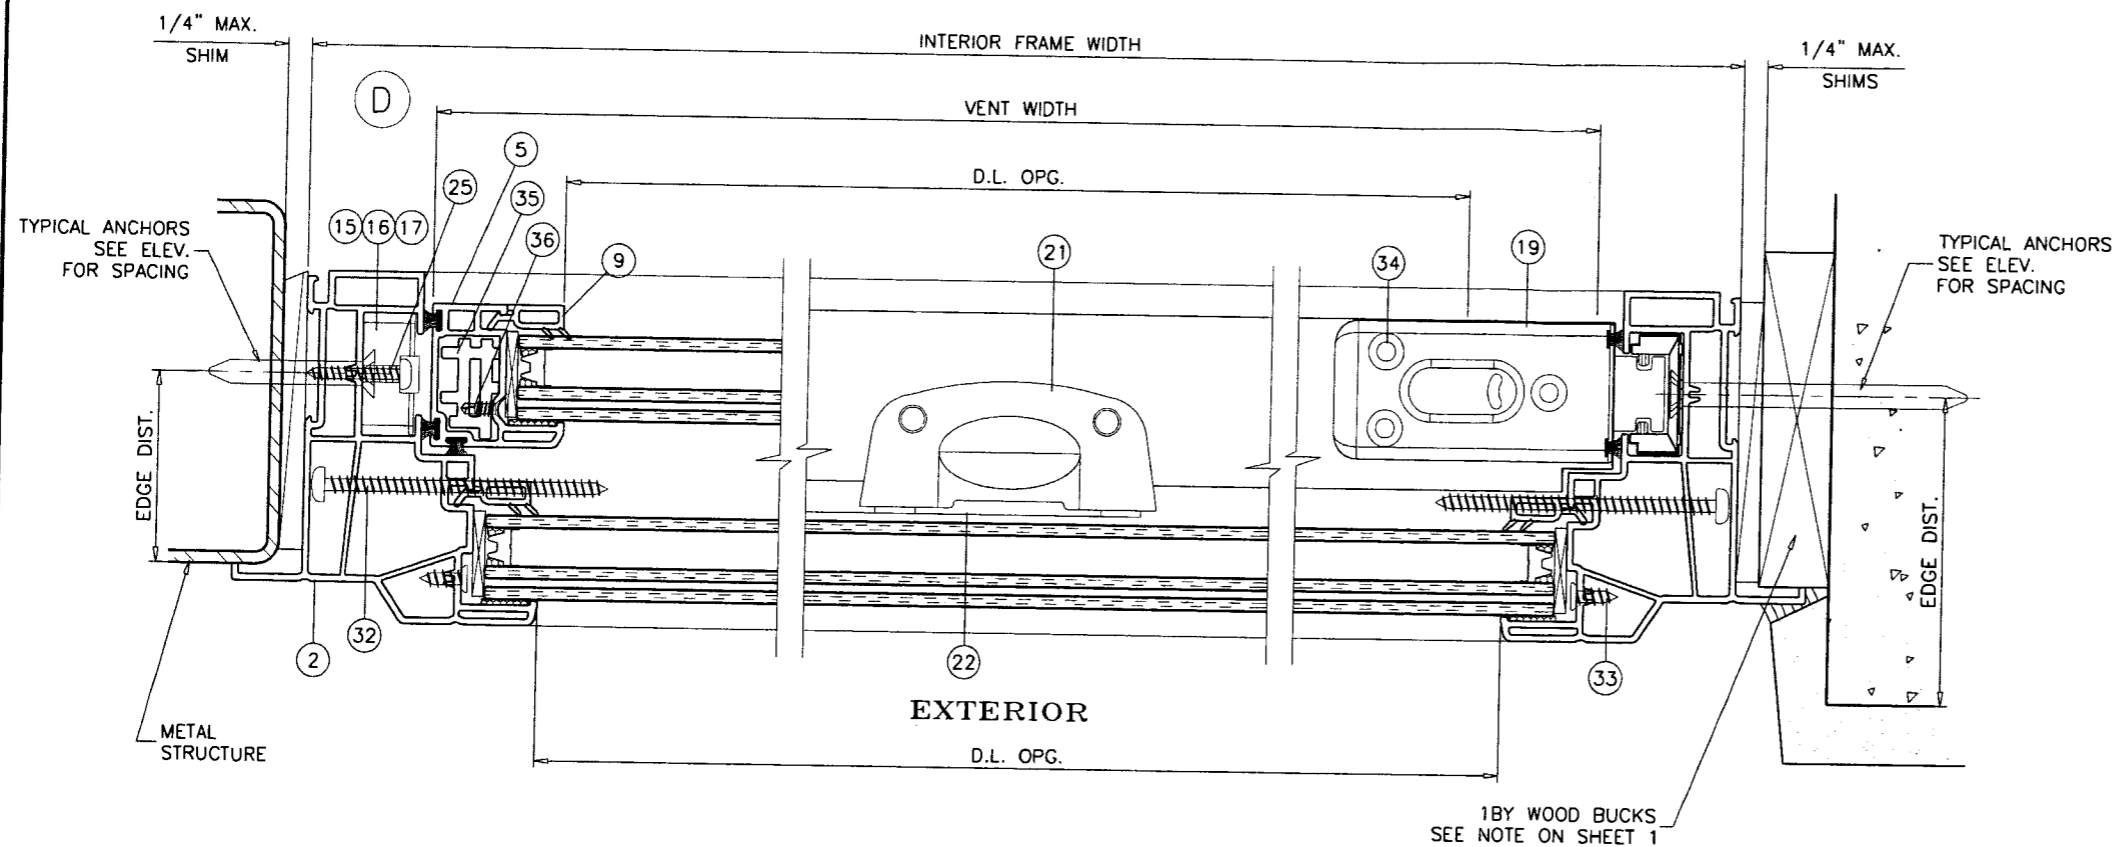 1/4" MAX.
SHIM
INTERIOR FRAME WIDTH
1/4" MAX.
SHIMS
D
VENT WIDTH
5
D.L. OPG.
25
35
15 16 17
36
9
21
34
19
TYPICAL ANCHORS
SEE ELEV.
FOR SPACING
TYPICAL ANCHORS
SEE ELEV.
FOR SPACING
EDGE DIST.
EDGE DIST.
2
32
22
33
EXTERIOR
METAL
STRUCTURE
D.L. OPG.
1BY WOOD BUCKS
SEE NOTE ON SHEET 1